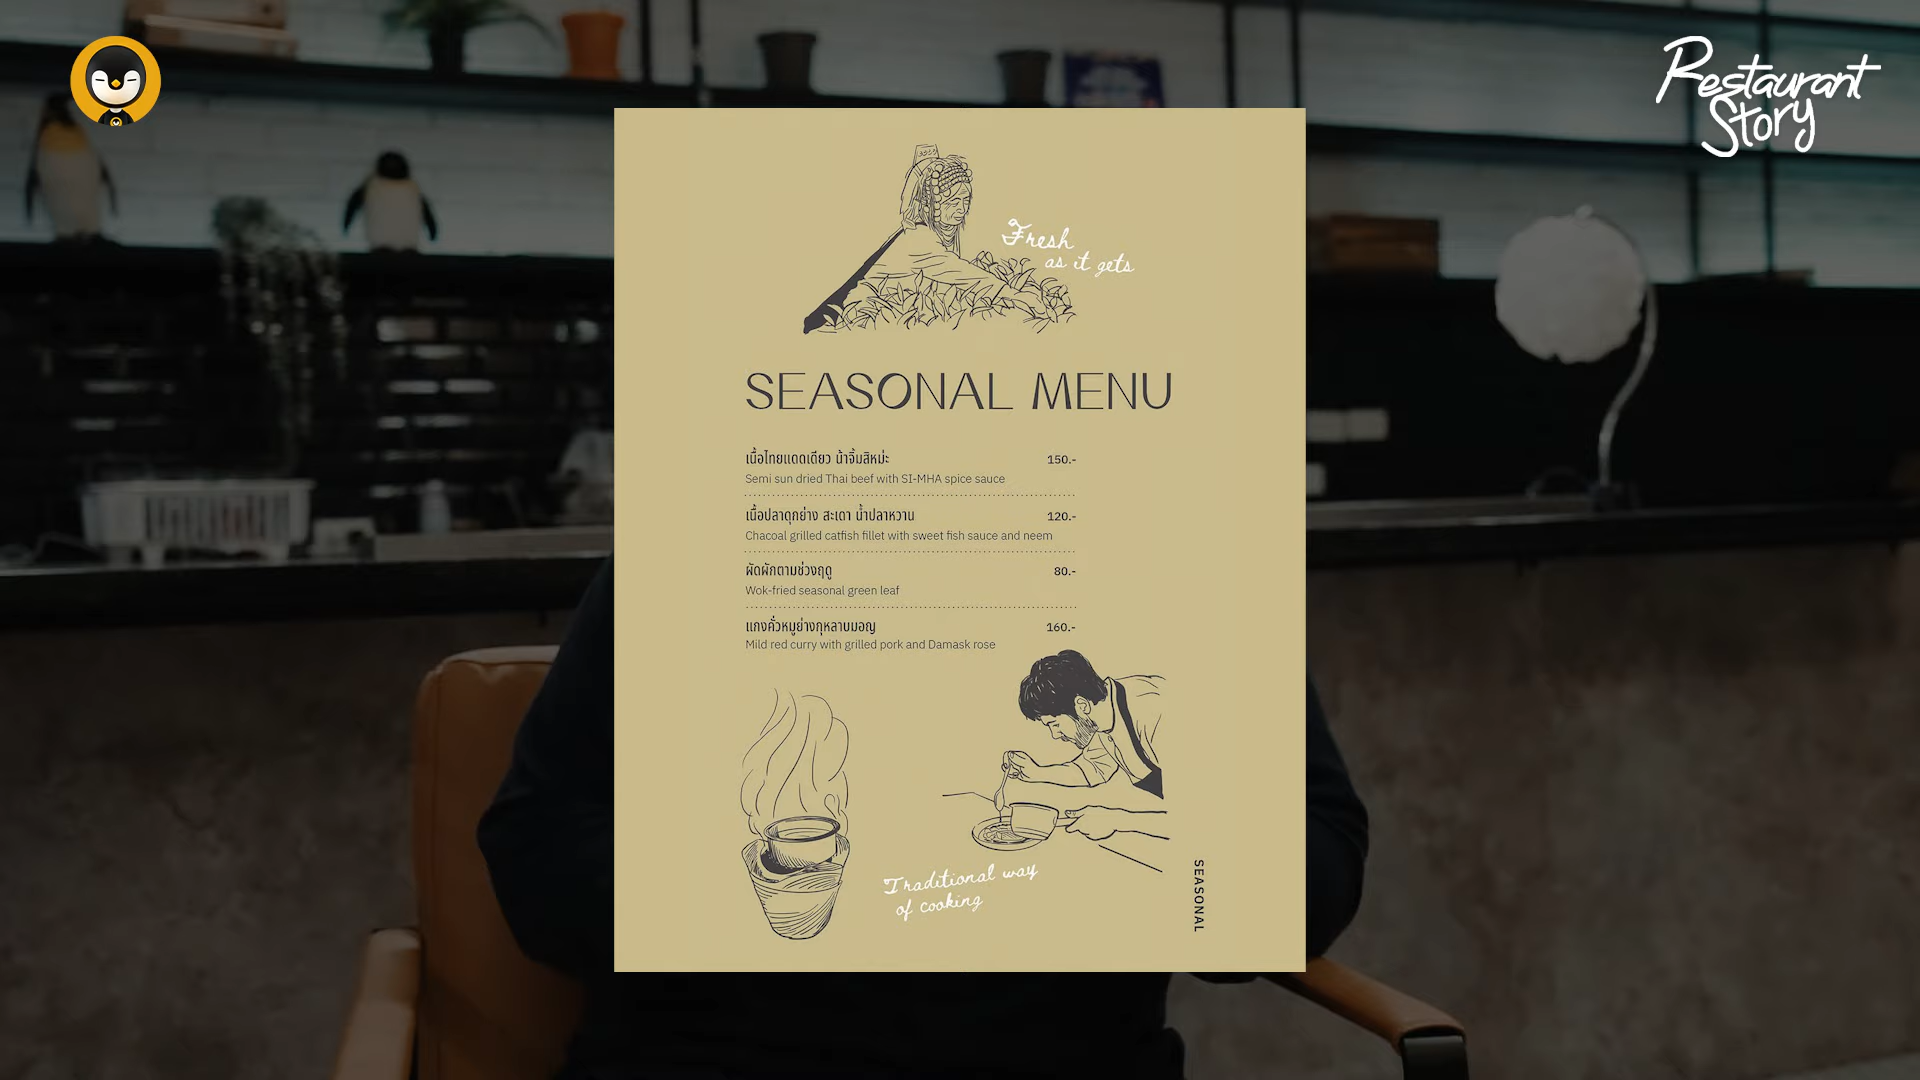 Restaurant
Story
Fresh
as it gets
SEASONAL MENU
เนื้อไทยแดดเดียว น้ำจิ้มสิหม่ะ 150.-
Semi sun dried Thai beef with SI-MHA spice sauce
เนื้อปลาดุกย่าง สะเดา น้ำปลาหวาน 120.-
Chacoal grilled catfish fillet with sweet fish sauce and neem
ผัดผักตามช่วงฤดู 80.-
Wok-fried seasonal green leaf
แกงคั่วหมูย่างกุหลาบมอญ 160.-
Mild red curry with grilled pork and Damask rose
Traditional way
of cooking
SEASONAL